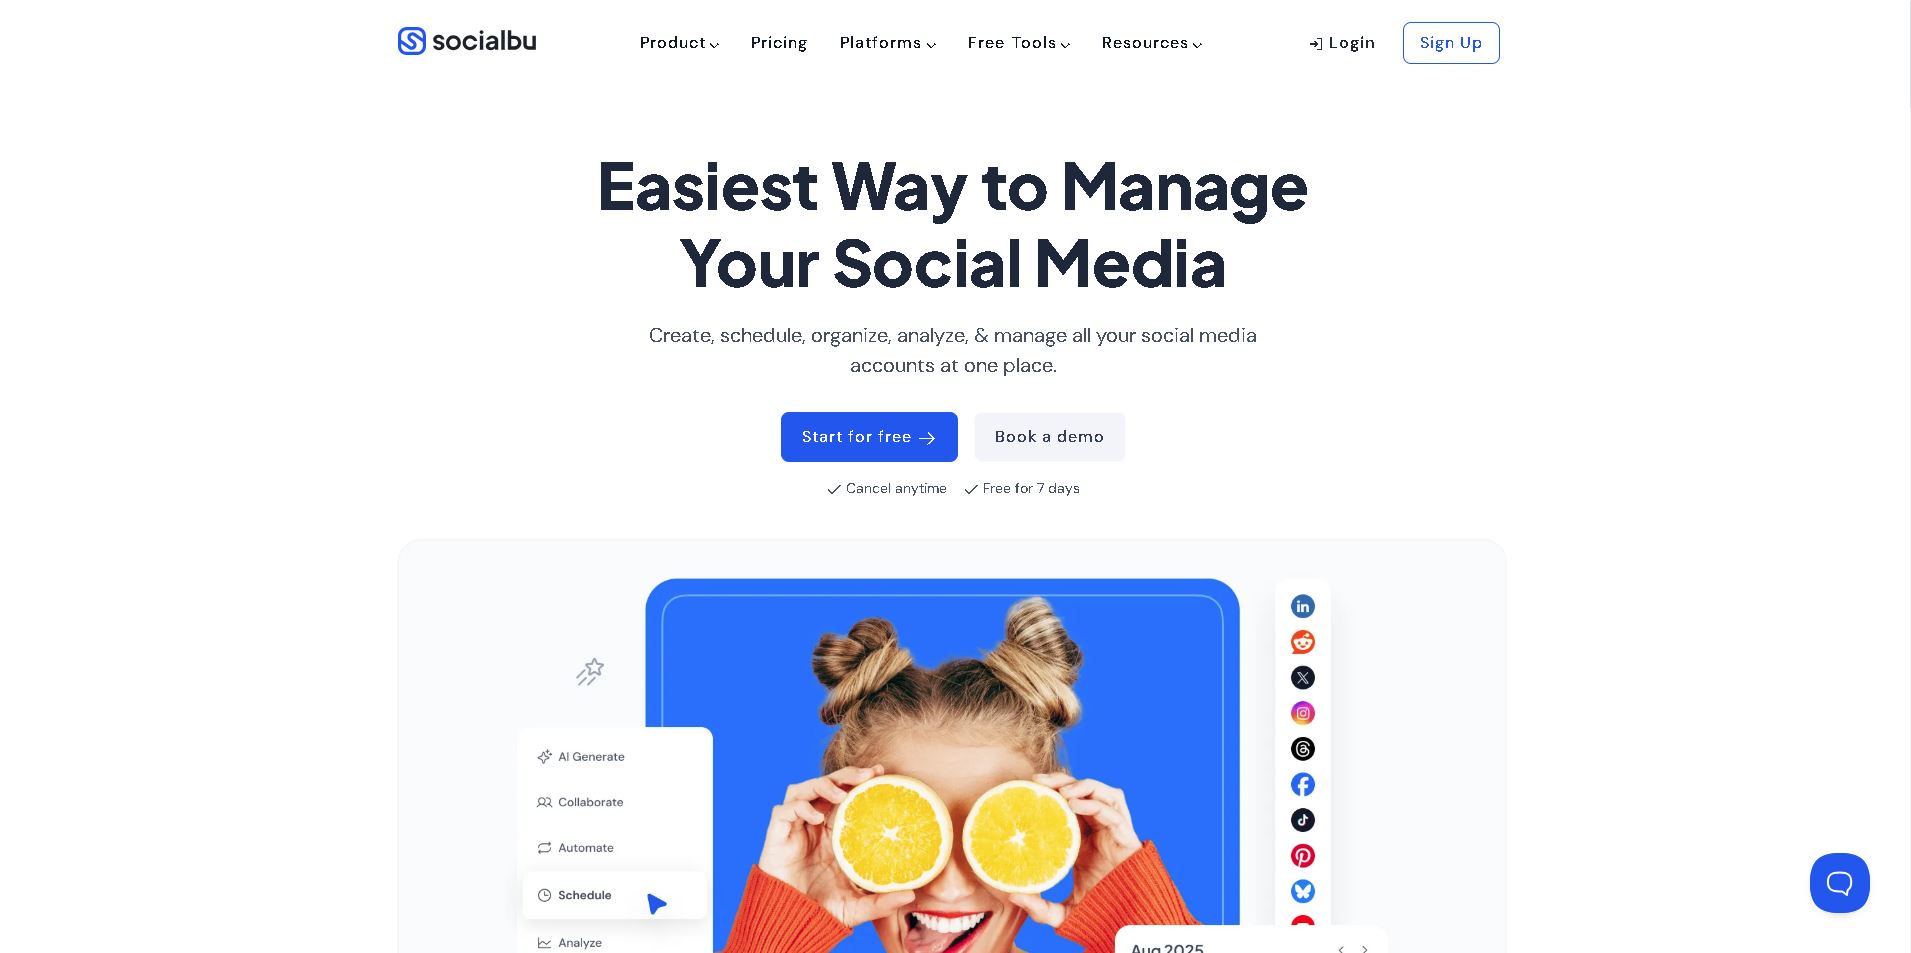 socialbu
Product
Pricing
Platforms
Free Tools
Resources
Login
Sign Up
Easiest Way to Manage
Your Social Media
Create, schedule, organize, analyze, & manage all your social media
accounts at one place.
Start for free
Book a demo
Cancel anytime
Free for 7 days
AI Generate
Collaborate
Automate
Schedule
Analyze
Aug 2025